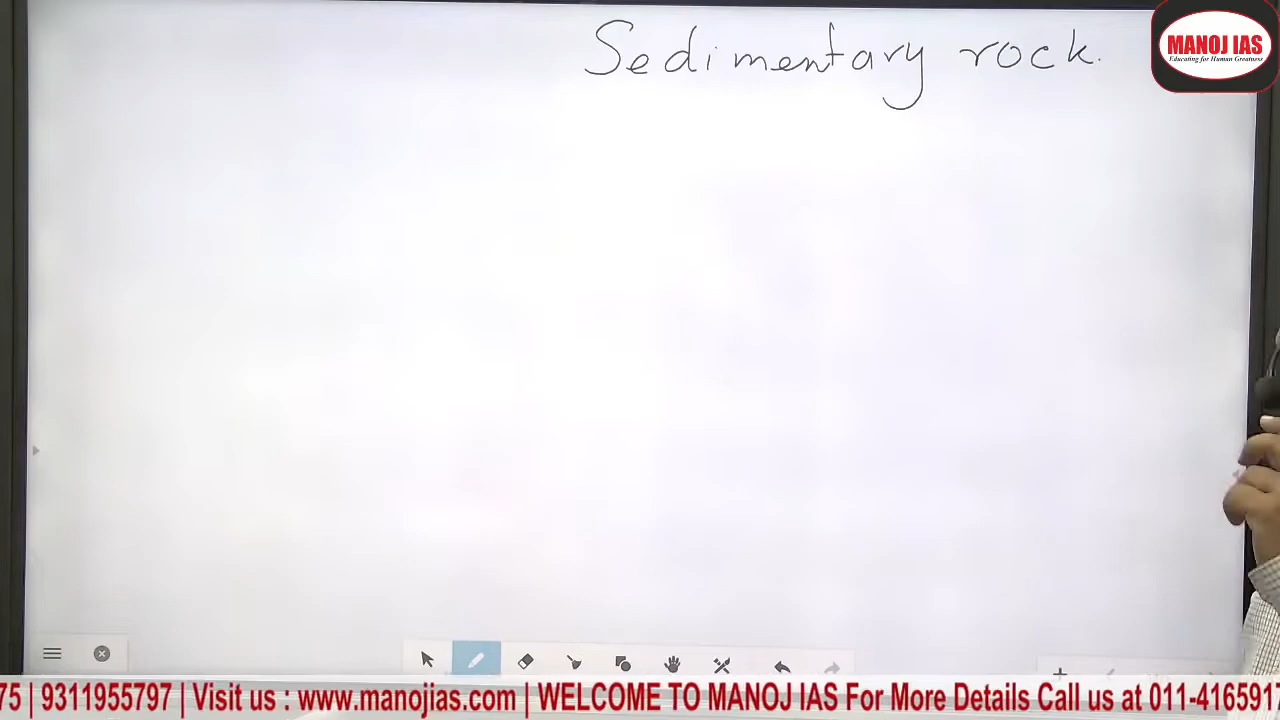 Sedimentary rock.
MANOJ IAS
Educating for Human Greatness
75 | 9311955797 | Visit us : www.manojias.com | WELCOME TO MANOJ IAS For More Details Call us at 011-4165917